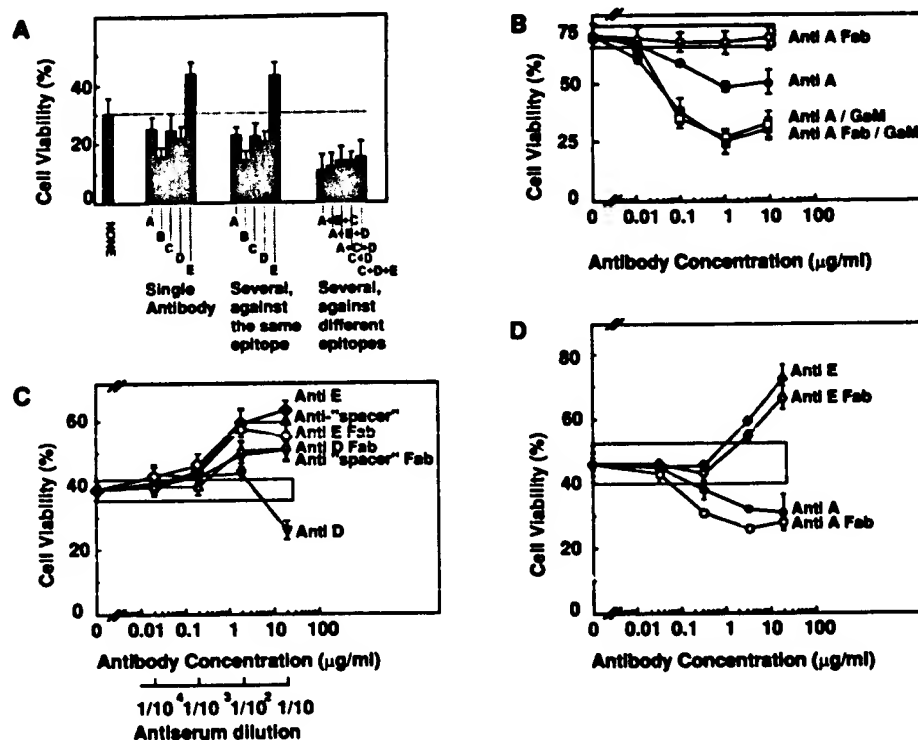 A
Cell Viability (%)
40
20
0
NONE
A
B
C
D
E
A
B
C
D
E
A+B+C
A+B+D
A+C+D
C+D
C+D+E
Single
Antibody
Several,
against
the same
epitope
Several,
against
different
epitopes
B
Cell Viability (%)
75
50
25
0
Anti A Fab
Anti A
Anti A / GaM
Anti A Fab / GaM
0 0.01 0.1 1 10 100
Antibody Concentration (µg/ml)
C
Cell Viability (%)
60
40
20
0
Anti E
Anti-"spacer"
Anti E Fab
Anti D Fab
Anti "spacer" Fab
Anti D
0 0.01 0.1 1 10 100
Antibody Concentration (µg/ml)
1/10⁴ 1/10³ 1/10² 1/10
Antiserum dilution
D
Cell Viability (%)
80
60
40
20
0
Anti E
Anti E Fab
Anti A
Anti A Fab
0 0.01 0.1 1 10 100
Antibody Concentration (µg/ml)